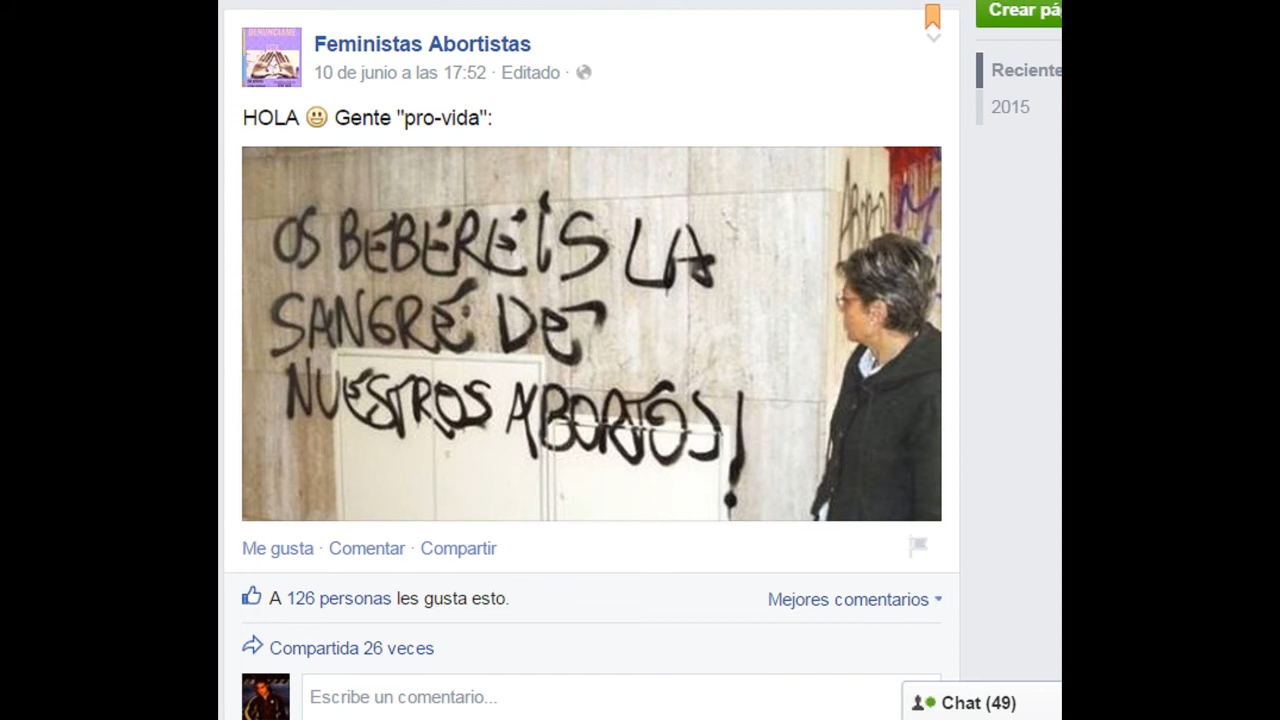 Crear pá
DENUNCIAME
Feministas Abortistas
10 de junio a las 17:52 · Editado ·
Reciente
2015
HOLA 😃 Gente "pro-vida":
OS BEBEREIS LA
SANGRE DE
NUESTROS ABORTOS!
Me gusta · Comentar · Compartir
A 126 personas les gusta esto.
Mejores comentarios
Compartida 26 veces
Escribe un comentario...
Chat (49)